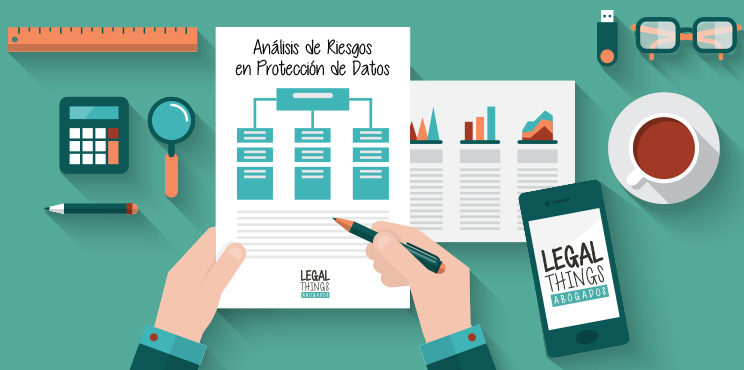 Análisis de Riesgos
en Protección de Datos
LEGAL
THINGS
ABOGADOS
LEGAL
THINGS
ABOGADOS